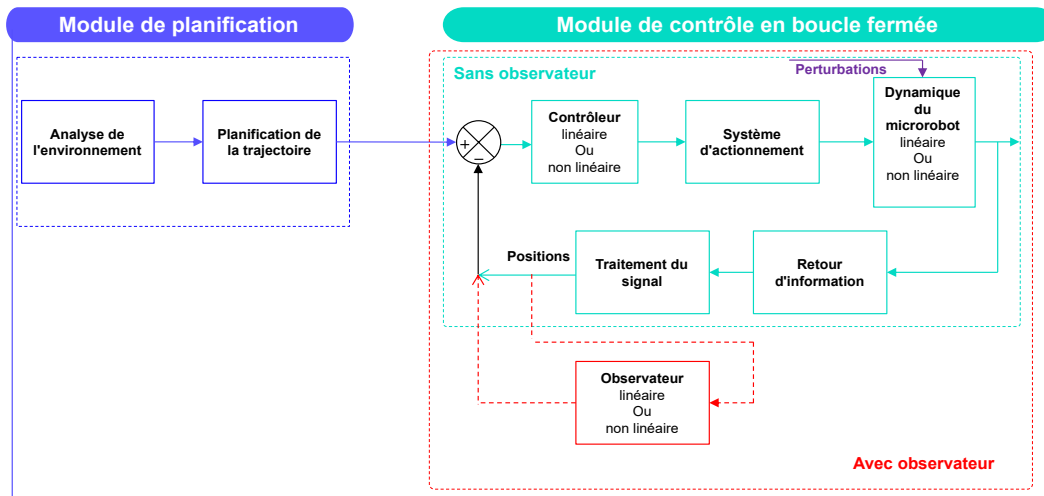 Module de planification
Module de contrôle en boucle fermée
Sans observateur
Perturbations
Analyse de
l'environnement
Planification de
la trajectoire
+
−
Contrôleur
linéaire
Ou
non linéaire
Système
d'actionnement
Dynamique
du
microrobot
linéaire
Ou
non linéaire
Positions
Traitement du
signal
Retour
d'information
Observateur
linéaire
Ou
non linéaire
Avec observateur